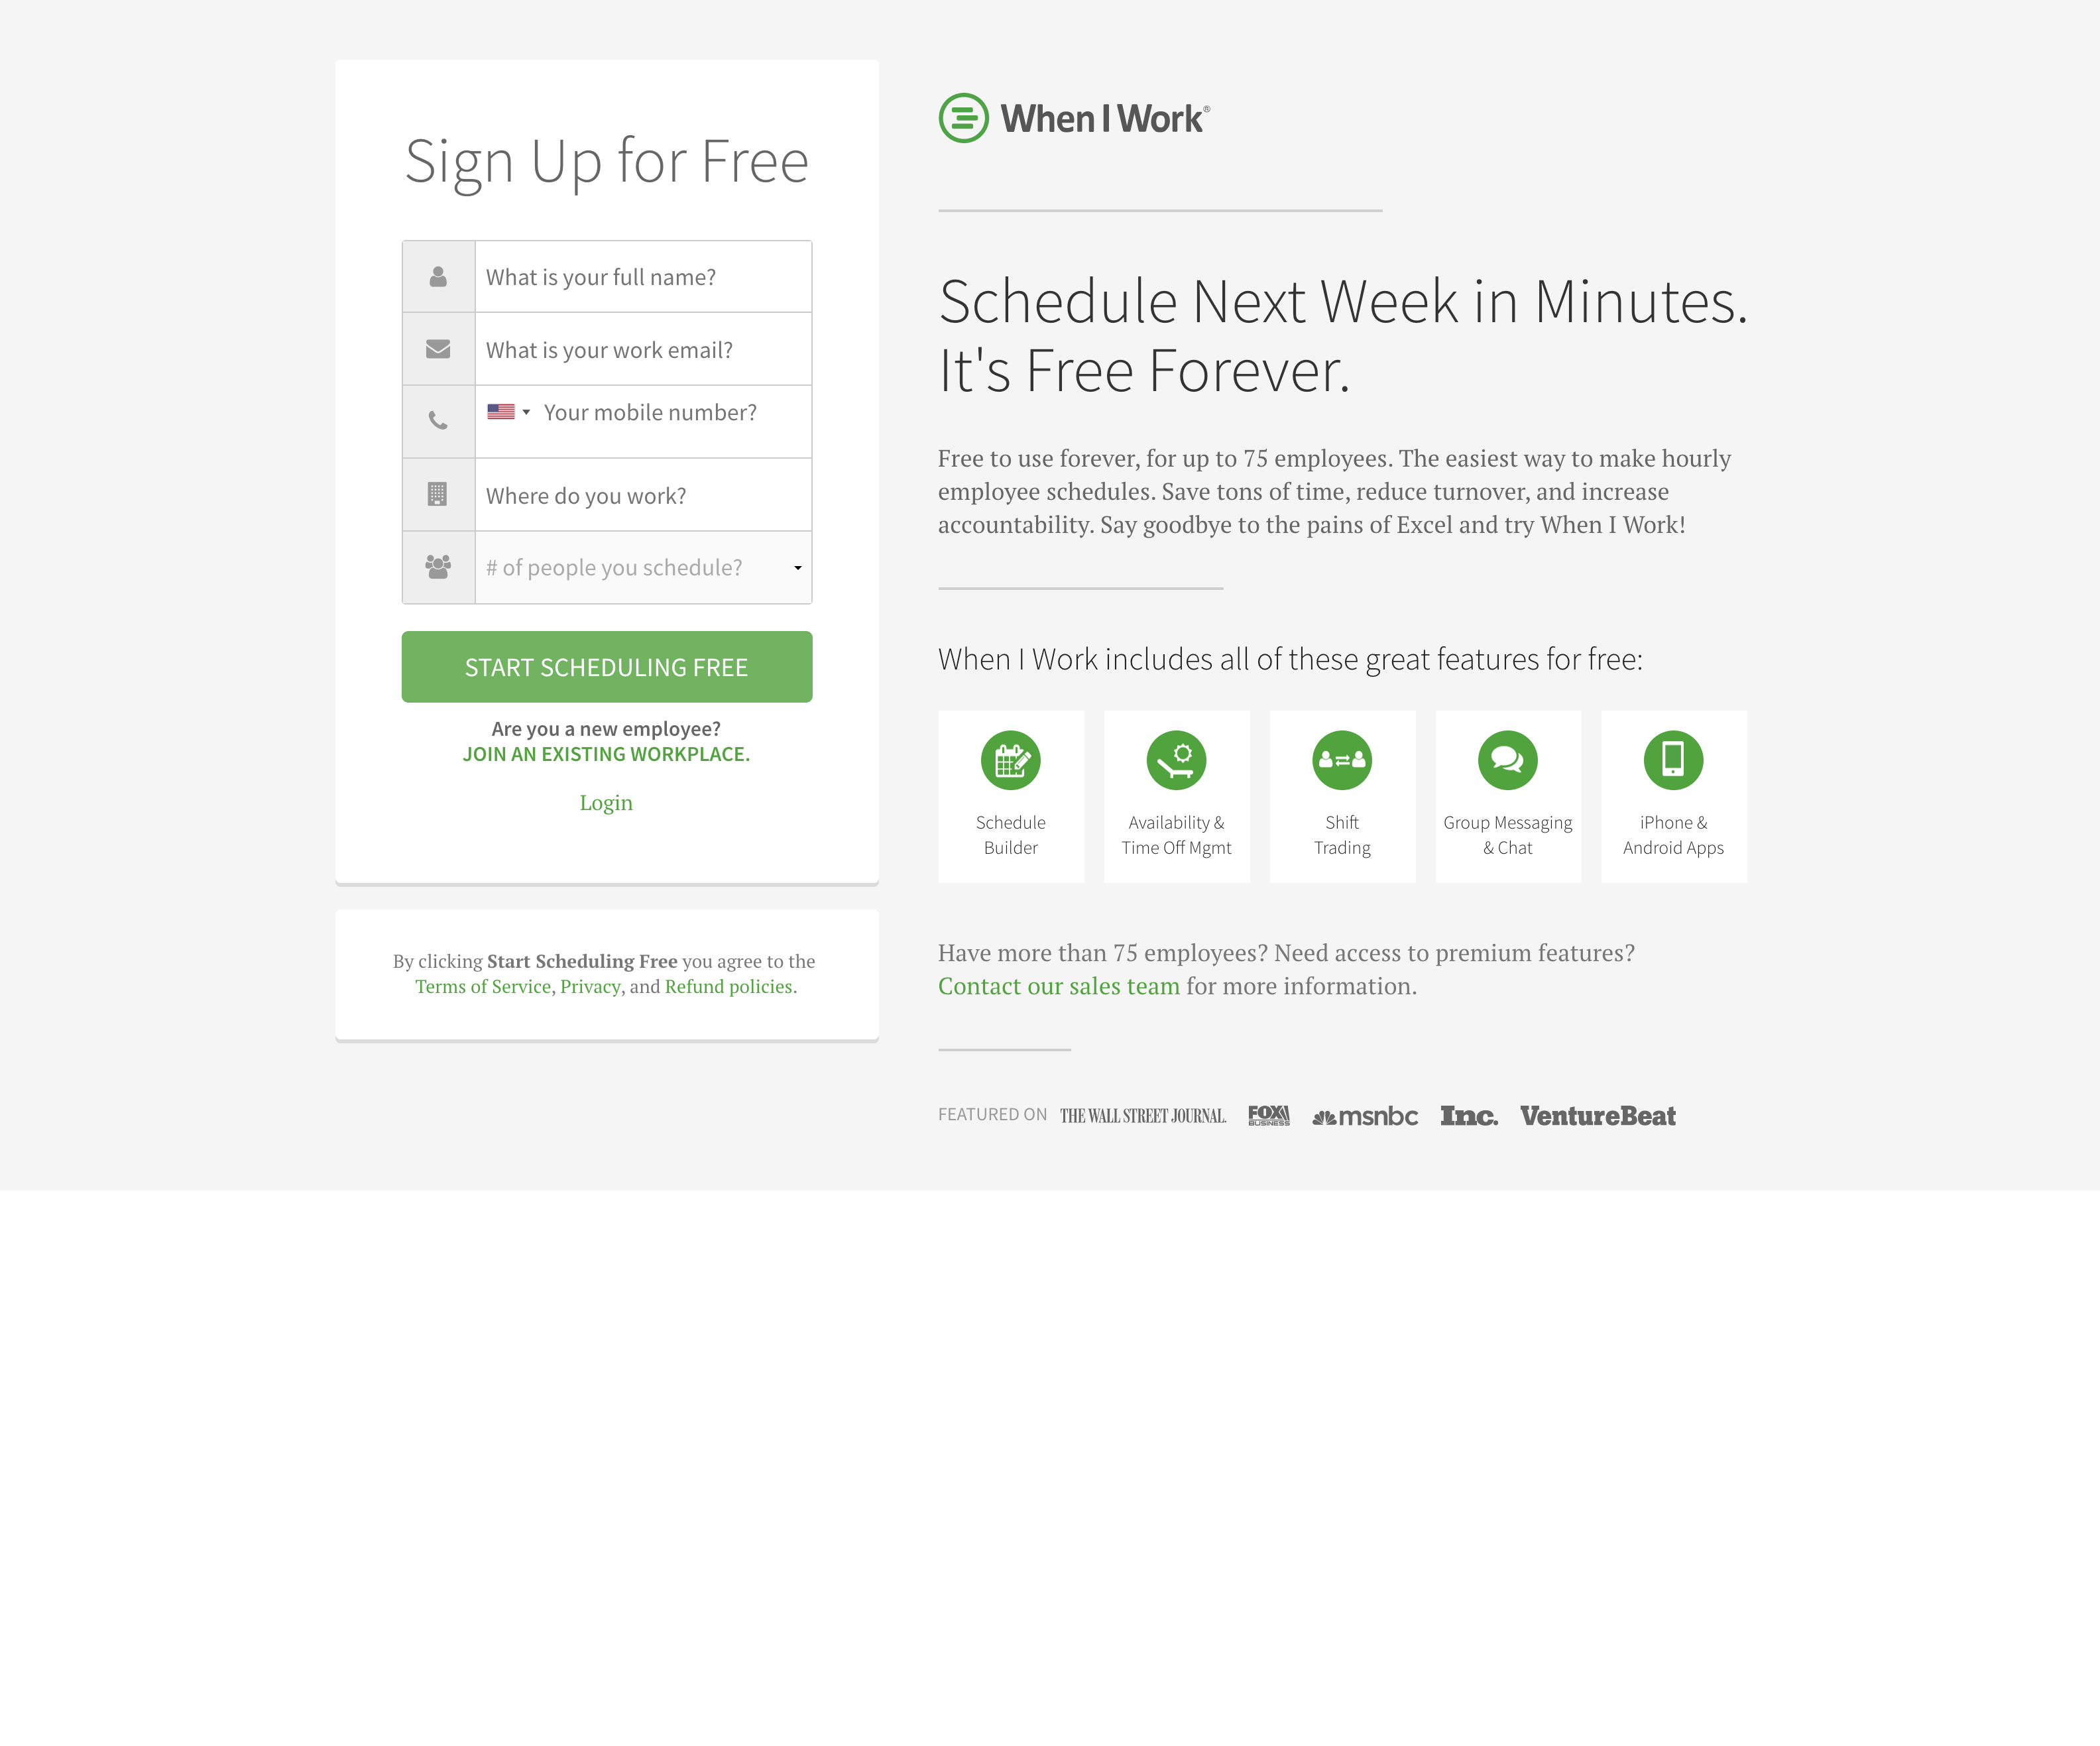 Sign Up for Free
What is your full name?
What is your work email?
Your mobile number?
Where do you work?
# of people you schedule?
START SCHEDULING FREE
Are you a new employee?
JOIN AN EXISTING WORKPLACE.
Login
By clicking Start Scheduling Free you agree to the
Terms of Service, Privacy, and Refund policies.
When I Work®
Schedule Next Week in Minutes.
It's Free Forever.
Free to use forever, for up to 75 employees. The easiest way to make hourly
employee schedules. Save tons of time, reduce turnover, and increase
accountability. Say goodbye to the pains of Excel and try When I Work!
When I Work includes all of these great features for free:
Schedule
Builder
Availability &
Time Off Mgmt
Shift
Trading
Group Messaging
& Chat
iPhone &
Android Apps
Have more than 75 employees? Need access to premium features?
Contact our sales team for more information.
FEATURED ON THE WALL STREET JOURNAL. FOX BUSINESS msnbc Inc. VentureBeat